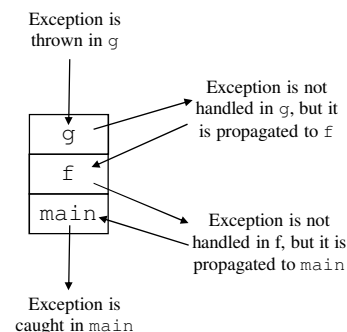 Exception is
thrown in g
Exception is not
handled in g, but it
is propagated to f
g
f
main
Exception is not
handled in f, but it is
propagated to main
Exception is
caught in main